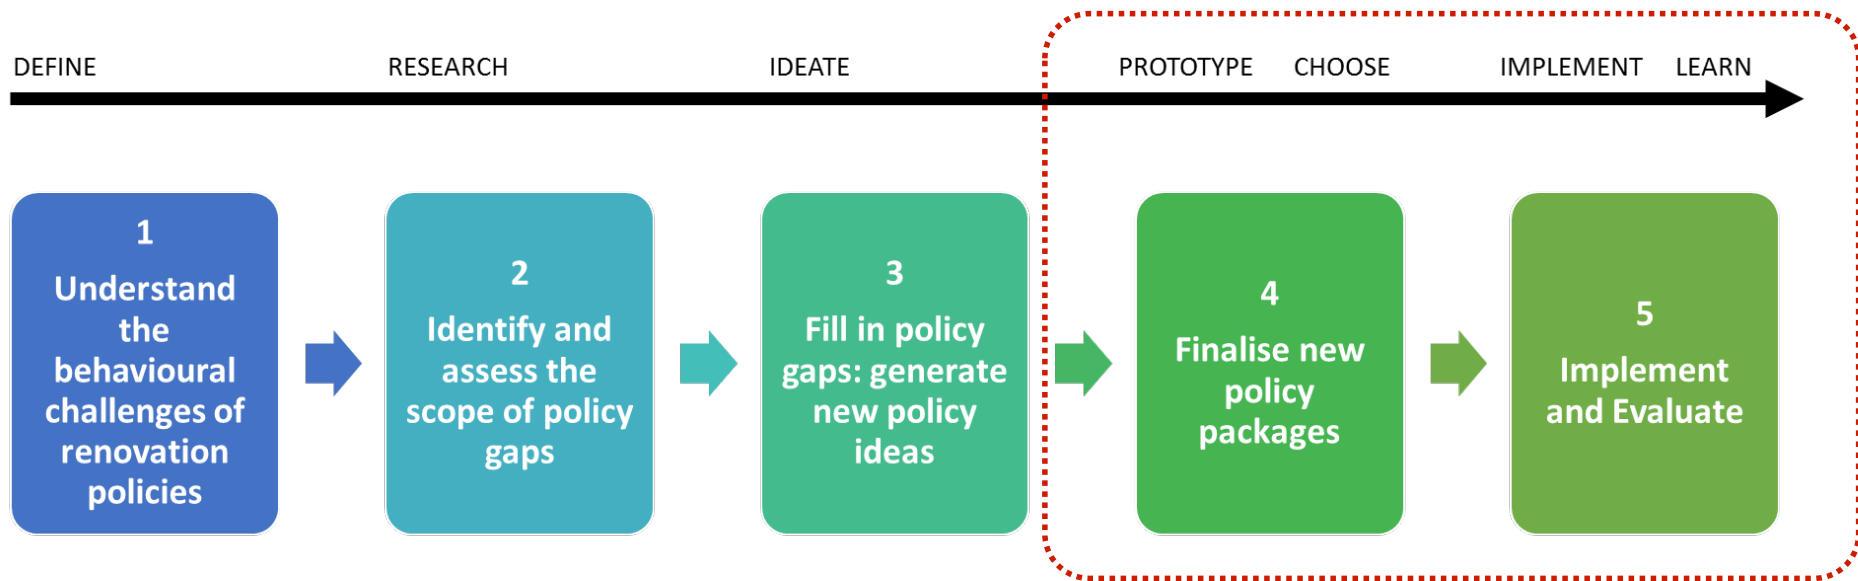 DEFINE RESEARCH IDEATE PROTOTYPE CHOOSE IMPLEMENT LEARN
1
Understand
the
behavioural
challenges of
renovation
policies
2
Identify and
assess the
scope of policy
gaps
3
Fill in policy
gaps: generate
new policy
ideas
4
Finalise new
policy
packages
5
Implement
and Evaluate